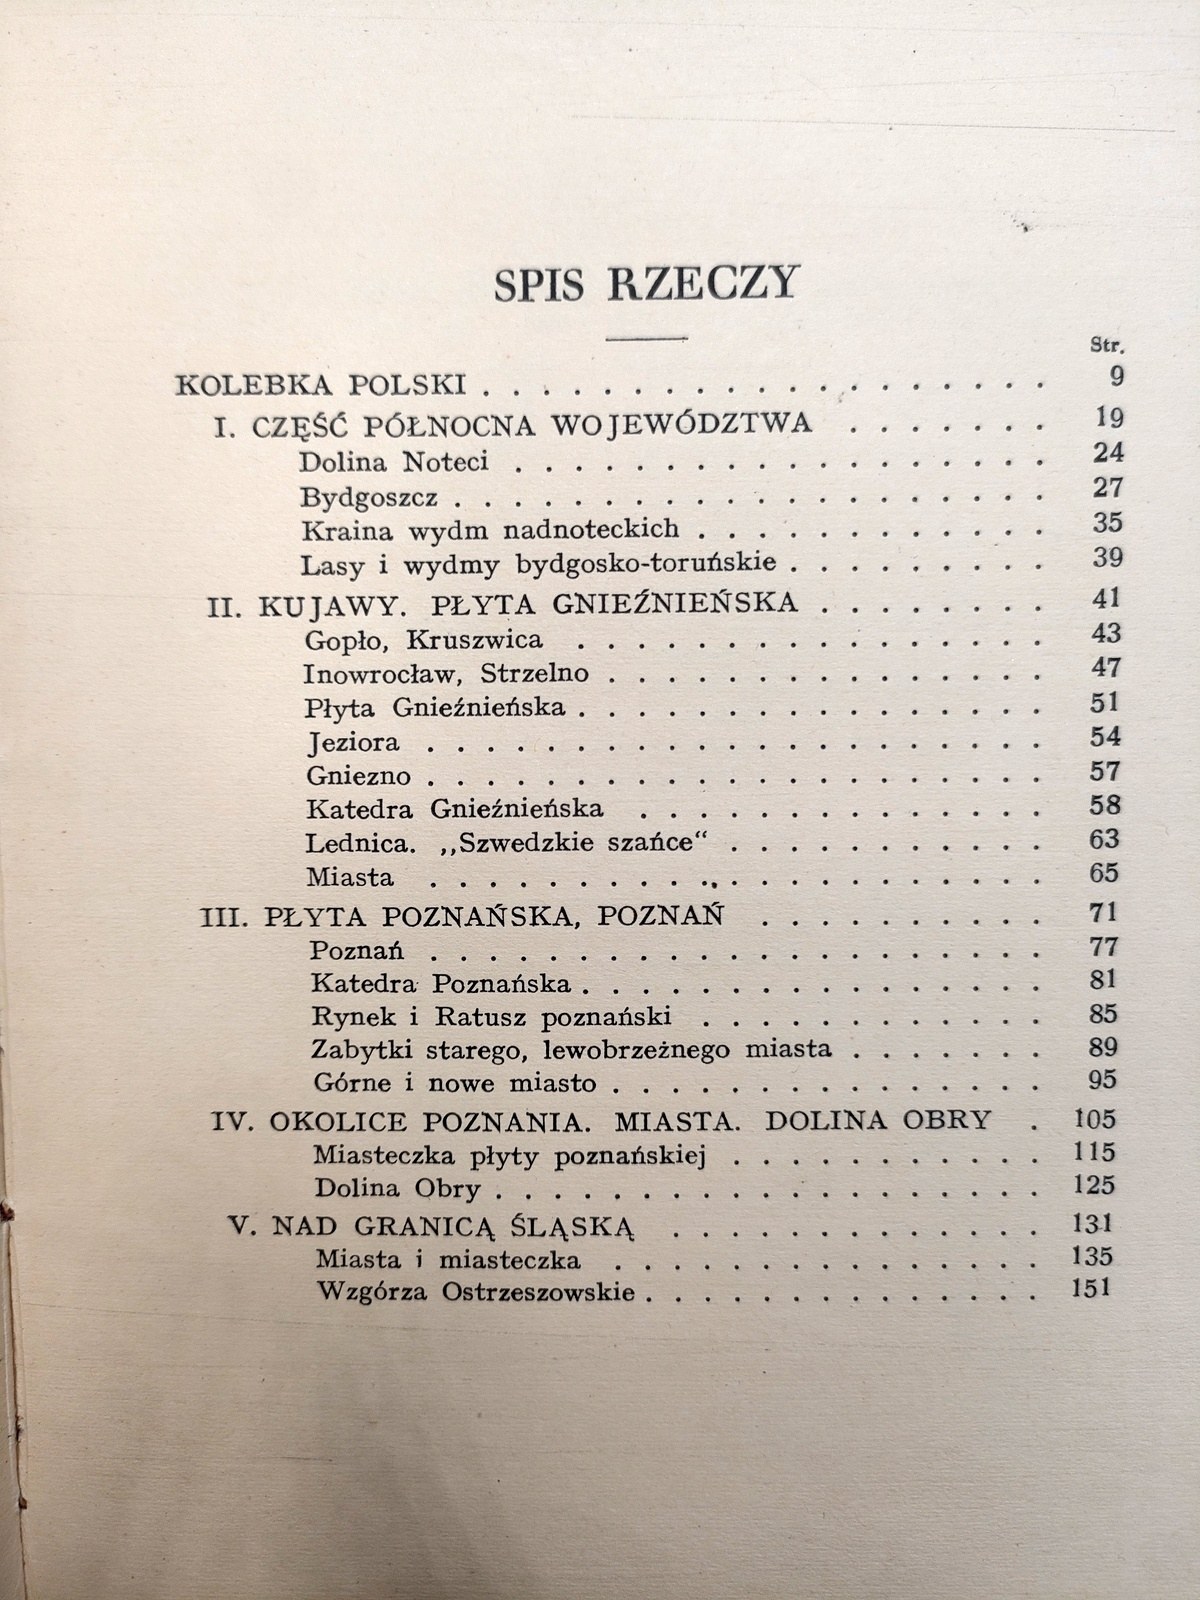 SPIS RZECZY
Str.
KOLEBKA POLSKI . . . . . . . . . . . . . . . . . . . 9
I. CZĘŚĆ PÓŁNOCNA WOJEWÓDZTWA . . . . . . . 19
Dolina Noteci . . . . . . . . . . . . . . . . . . 24
Bydgoszcz . . . . . . . . . . . . . . . . . . . . 27
Kraina wydm nadnoteckich . . . . . . . . . . . . 35
Lasy i wydmy bydgosko-toruńskie . . . . . . . . . 39
II. KUJAWY. PŁYTA GNIEŹNIEŃSKA . . . . . . . . 41
Gopło, Kruszwica . . . . . . . . . . . . . . . . 43
Inowrocław, Strzelno . . . . . . . . . . . . . . . 47
Płyta Gnieźnieńska . . . . . . . . . . . . . . . . 51
Jeziora . . . . . . . . . . . . . . . . . . . . . 54
Gniezno . . . . . . . . . . . . . . . . . . . . . 57
Katedra Gnieźnieńska . . . . . . . . . . . . . . 58
Lednica. ,,Szwedzkie szańce“ . . . . . . . . . . . 63
Miasta . . . . . . . . . . . . . . . . . . . . . 65
III. PŁYTA POZNAŃSKA, POZNAŃ . . . . . . . . . . 71
Poznań . . . . . . . . . . . . . . . . . . . . . 77
Katedra Poznańska . . . . . . . . . . . . . . . . 81
Rynek i Ratusz poznański . . . . . . . . . . . . 85
Zabytki starego, lewobrzeżnego miasta . . . . . . . 89
Górne i nowe miasto . . . . . . . . . . . . . . . 95
IV. OKOLICE POZNANIA. MIASTA. DOLINA OBRY . 105
Miasteczka płyty poznańskiej . . . . . . . . . . . 115
Dolina Obry . . . . . . . . . . . . . . . . . . . 125
V. NAD GRANICĄ ŚLĄSKĄ . . . . . . . . . . . . . 131
Miasta i miasteczka . . . . . . . . . . . . . . . 135
Wzgórza Ostrzeszowskie . . . . . . . . . . . . . . 151